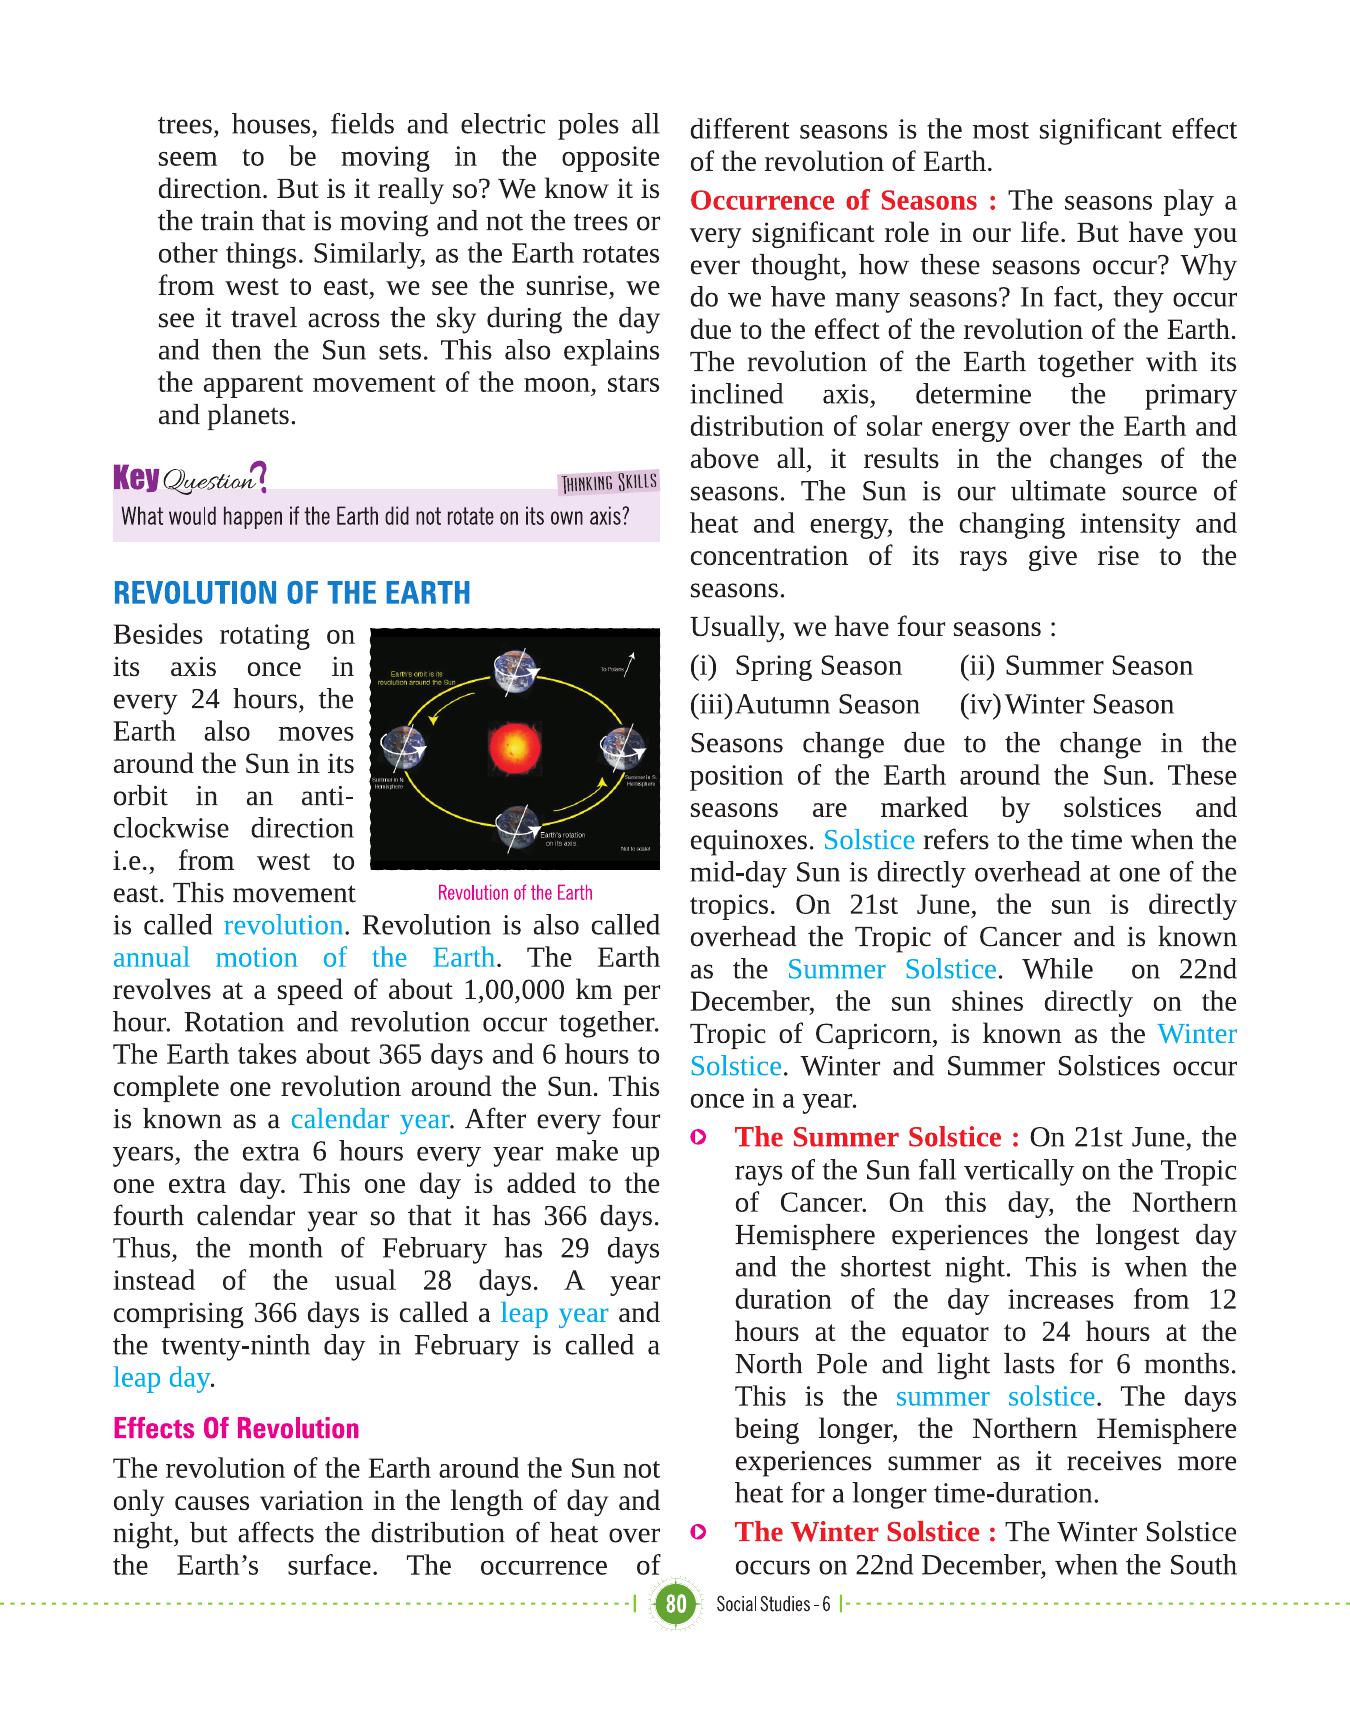 trees, houses, fields and electric poles all
seem to be moving in the opposite
direction. But is it really so? We know it is
the train that is moving and not the trees or
other things. Similarly, as the Earth rotates
from west to east, we see the sunrise, we
see it travel across the sky during the day
and then the Sun sets. This also explains
the apparent movement of the moon, stars
and planets.
Key Question?
THINKING SKILLS
What would happen if the Earth did not rotate on its own axis?
REVOLUTION OF THE EARTH
Besides rotating on
its axis once in
every 24 hours, the
Earth also moves
around the Sun in its
orbit in an anti-
clockwise direction
i.e., from west to
east. This movement
Earth's orbit is its
revolution around the Sun
To Polaris
Summer in N.
Hemisphere
Summer in S.
Hemisphere
Earth's rotation
on its axis
Not to scale!
Revolution of the Earth
is called revolution. Revolution is also called
annual motion of the Earth. The Earth
revolves at a speed of about 1,00,000 km per
hour. Rotation and revolution occur together.
The Earth takes about 365 days and 6 hours to
complete one revolution around the Sun. This
is known as a calendar year. After every four
years, the extra 6 hours every year make up
one extra day. This one day is added to the
fourth calendar year so that it has 366 days.
Thus, the month of February has 29 days
instead of the usual 28 days. A year
comprising 366 days is called a leap year and
the twenty-ninth day in February is called a
leap day.
Effects Of Revolution
The revolution of the Earth around the Sun not
only causes variation in the length of day and
night, but affects the distribution of heat over
the Earth's surface. The occurrence of
different seasons is the most significant effect
of the revolution of Earth.
Occurrence of Seasons : The seasons play a
very significant role in our life. But have you
ever thought, how these seasons occur? Why
do we have many seasons? In fact, they occur
due to the effect of the revolution of the Earth.
The revolution of the Earth together with its
inclined axis, determine the primary
distribution of solar energy over the Earth and
above all, it results in the changes of the
seasons. The Sun is our ultimate source of
heat and energy, the changing intensity and
concentration of its rays give rise to the
seasons.
Usually, we have four seasons :
(i) Spring Season (ii) Summer Season
(iii) Autumn Season (iv) Winter Season
Seasons change due to the change in the
position of the Earth around the Sun. These
seasons are marked by solstices and
equinoxes. Solstice refers to the time when the
mid-day Sun is directly overhead at one of the
tropics. On 21st June, the sun is directly
overhead the Tropic of Cancer and is known
as the Summer Solstice. While on 22nd
December, the sun shines directly on the
Tropic of Capricorn, is known as the Winter
Solstice. Winter and Summer Solstices occur
once in a year.
The Summer Solstice : On 21st June, the
rays of the Sun fall vertically on the Tropic
of Cancer. On this day, the Northern
Hemisphere experiences the longest day
and the shortest night. This is when the
duration of the day increases from 12
hours at the equator to 24 hours at the
North Pole and light lasts for 6 months.
This is the summer solstice. The days
being longer, the Northern Hemisphere
experiences summer as it receives more
heat for a longer time-duration.
The Winter Solstice : The Winter Solstice
occurs on 22nd December, when the South
80 Social Studies - 6